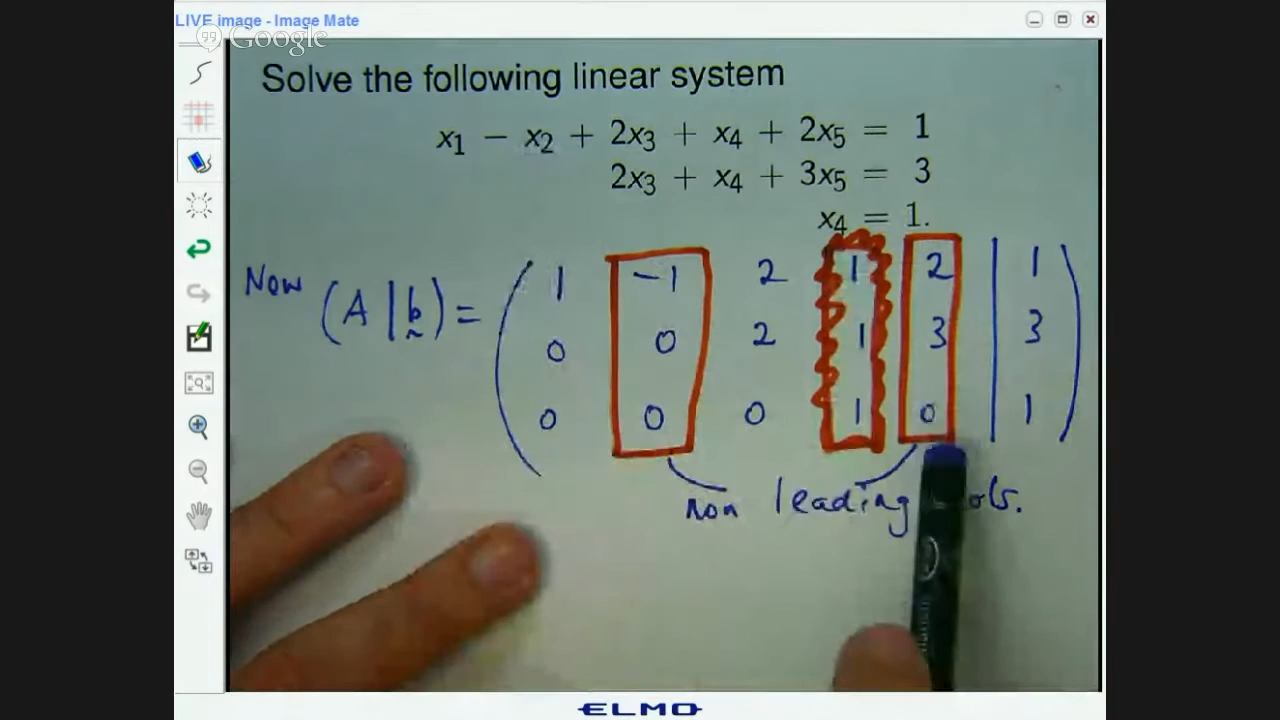 LIVE image - Image Mate
Google
Solve the following linear system
x₁ − x₂ + 2x₃ + x₄ + 2x₅ = 1
2x₃ + x₄ + 3x₅ = 3
x₄ = 1.
Now (A|b) = ( 1 −1 2 1 2 | 1 )
0 0 2 1 3 | 3
0 0 0 1 0 | 1
non leading ols.
ELMO